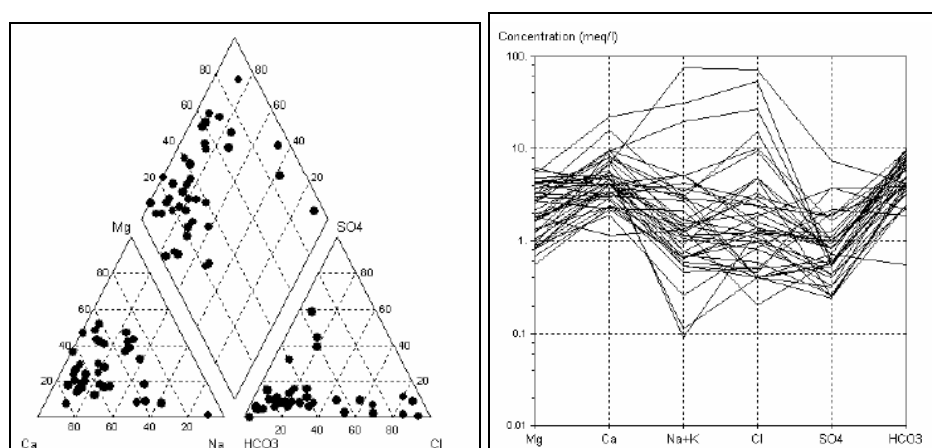 80 80
60 60
40 40
20 20
Mg SO4
80 80
60 60
40 40
20 20
80 60 40 20 20 40 60 80
Ca Na HCO3 Cl
Concentration (meq/l)
100.
10.
1.
0.1
0.01
Mg Ca Na+K Cl SO4 HCO3